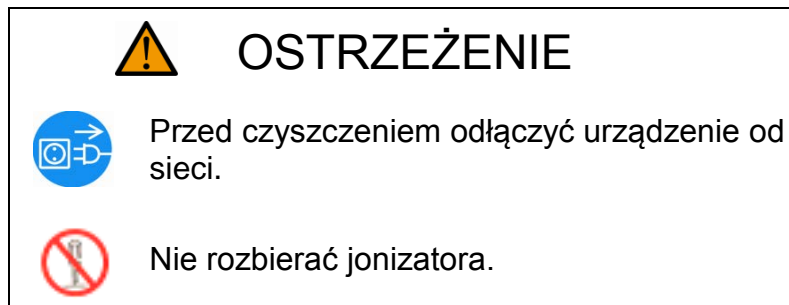 OSTRZEŻENIE
Przed czyszczeniem odłączyć urządzenie od
sieci.
Nie rozbierać jonizatora.